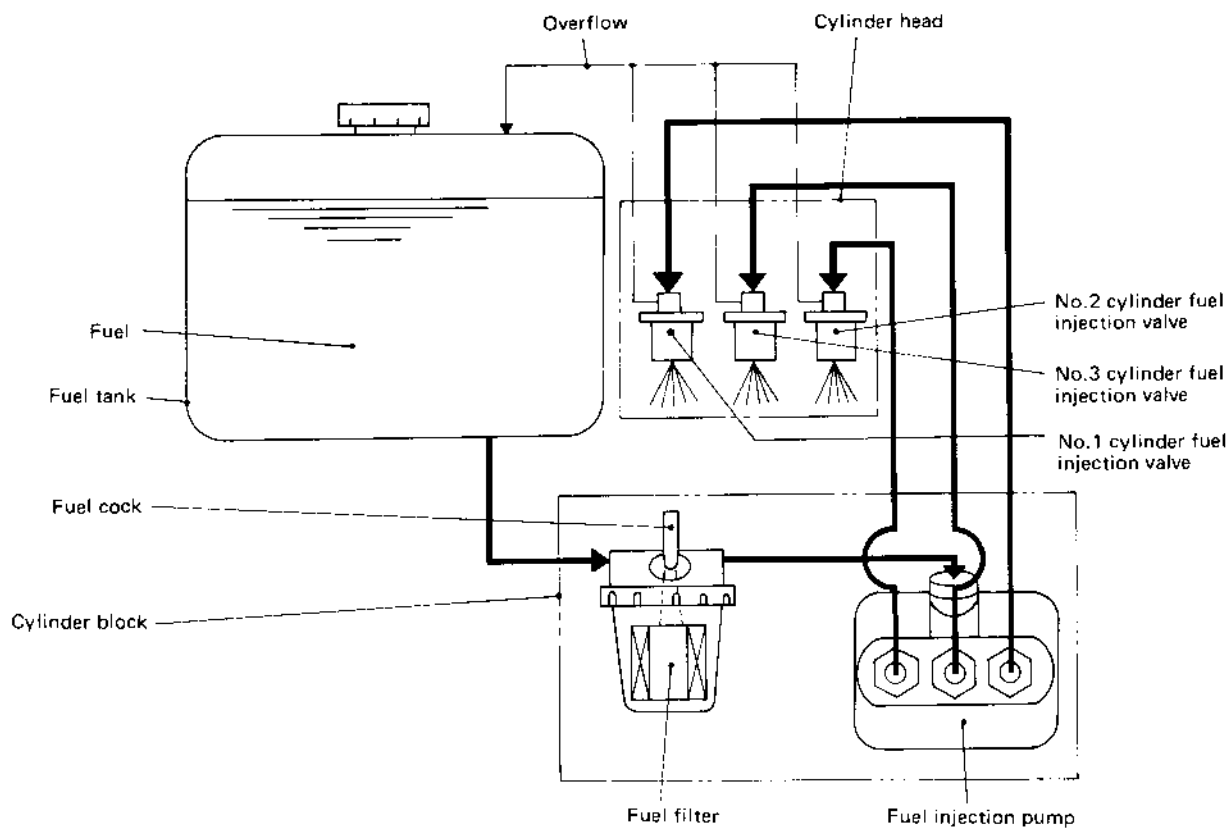 Overflow
Cylinder head
No.2 cylinder fuel
injection valve
Fuel
No.3 cylinder fuel
injection valve
Fuel tank
No.1 cylinder fuel
injection valve
Fuel cock
Cylinder block
Fuel filter
Fuel injection pump